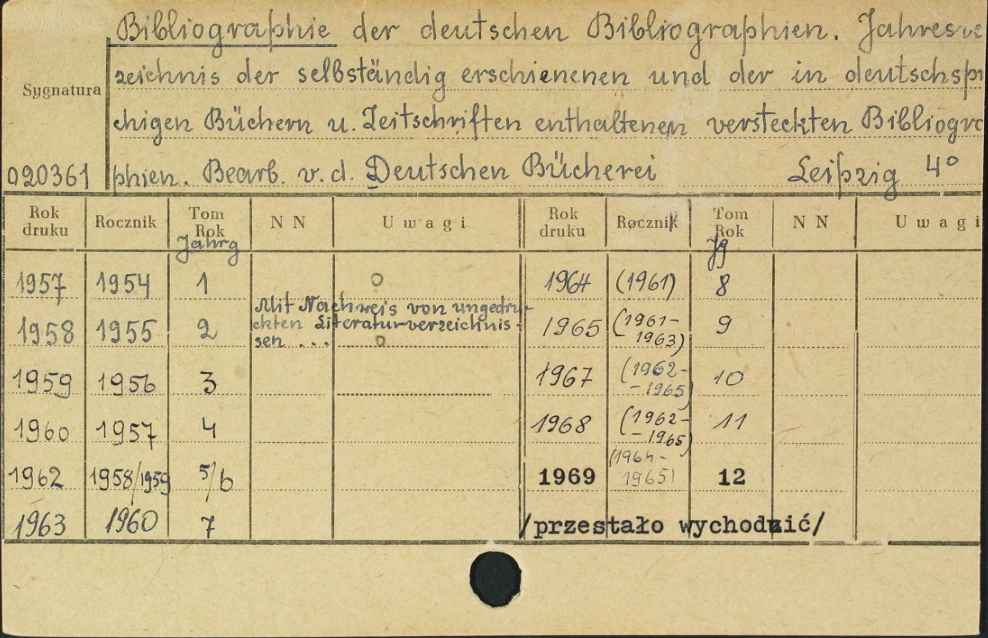 Bibliographie der deutschen Bibliographien. Jahresve
zeichnis der selbständig erschienenen und der in deutschspr
Sygnatura
chigen Büchern u. Zeitschriften enthaltenen versteckten Bibliogra
020361 phien. Bearb. v. d. Deutschen Bücherei Leipzig 4°
Rok druku Rocznik Tom Rok Jahrg N N Uwagi Rok druku Rocznik Tom Rok Jg N N Uwagi
1957 1954 1 o 1964 (1961) 8
Mit Nachweis von ungedru-
ckten Literaturverzeichnis-
sen ... o
1958 1955 2 1965 (1961-1963) 9
1959 1956 3 1967 (1962-1965) 10
1960 1957 4 1968 (1962-1965) 11
1962 1958/1959 5/6 1969 (1964-1965) 12
1963 1960 7 /przestało wychodzić/